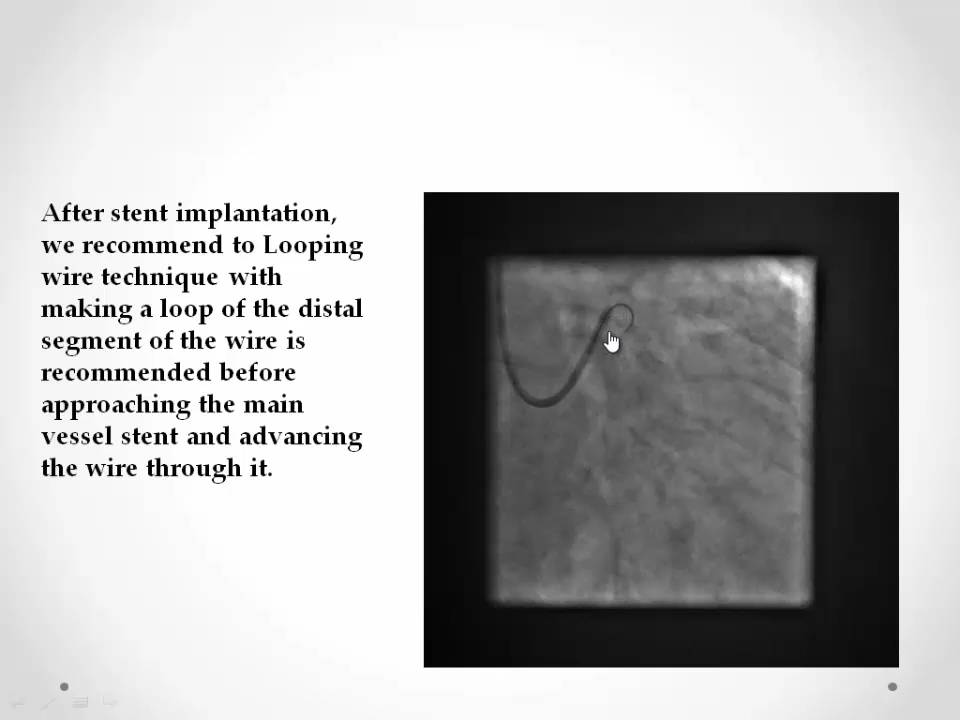 After stent implantation,
we recommend to Looping
wire technique with
making a loop of the distal
segment of the wire is
recommended before
approaching the main
vessel stent and advancing
the wire through it.